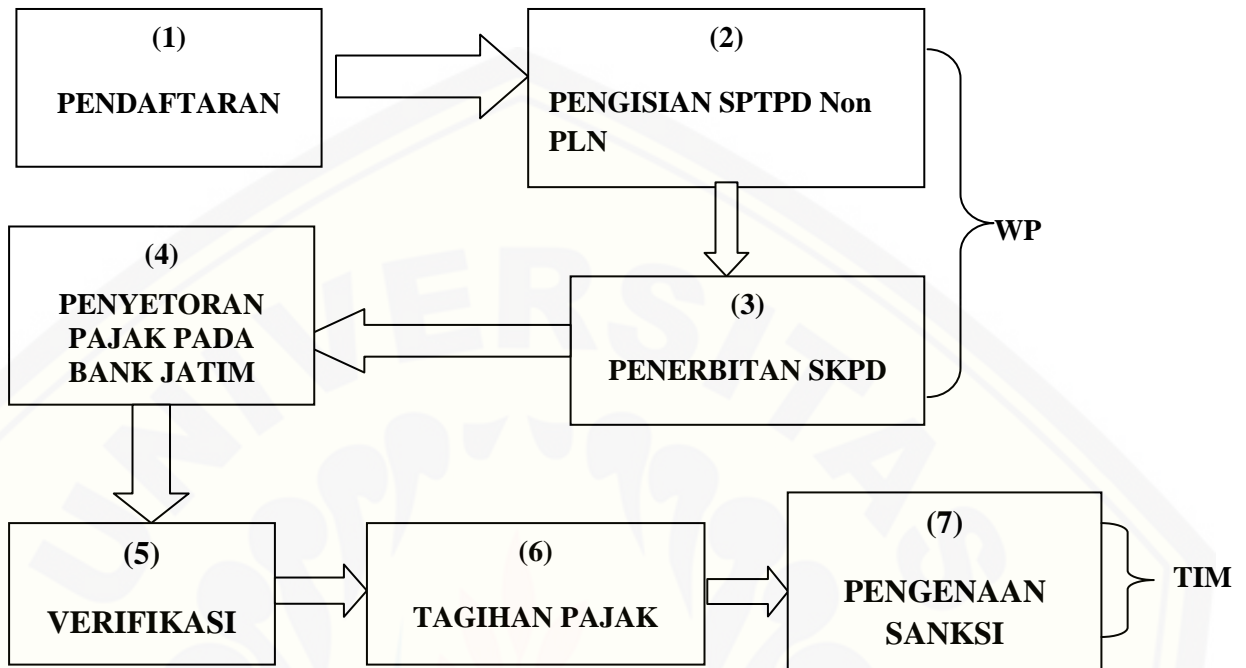 (1)
PENDAFTARAN
(2)
PENGISIAN SPTPD Non
PLN
WP
(3)
PENERBITAN SKPD
(4)
PENYETORAN
PAJAK PADA
BANK JATIM
(5)
VERIFIKASI
(6)
TAGIHAN PAJAK
(7)
PENGENAAN
SANKSI
TIM
UNIVERSITAS